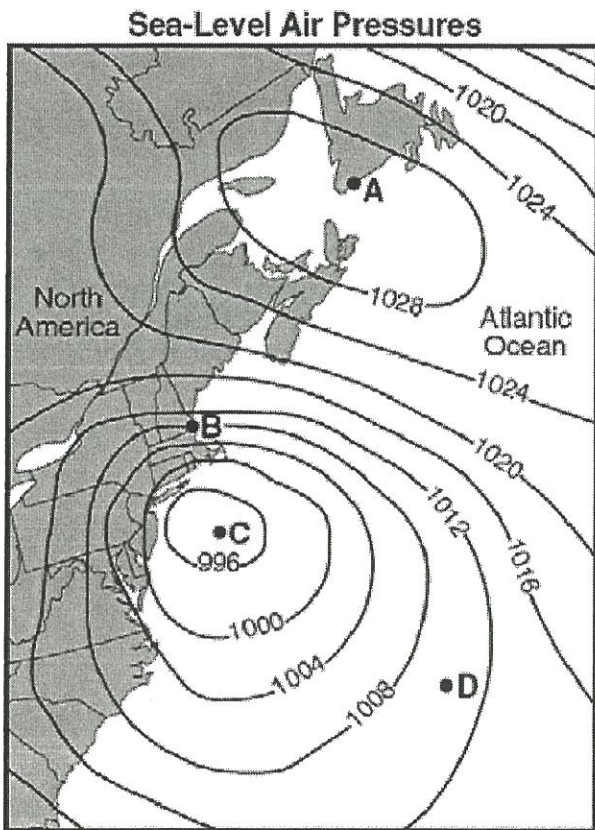 Sea-Level Air Pressures
1020
1024
A
1028
North
America
Atlantic
Ocean
1024
B
1020
1012
1016
C
996
1000
1004
D
1008